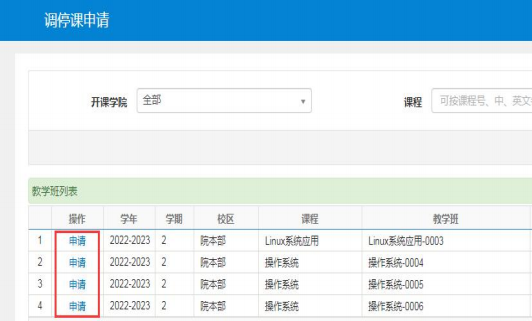 调停课申请
开课学院 全部 课程 可按课程号、中、英文
教学班列表
操作 学年 学期 校区 课程 教学班
1 申请 2022-2023 2 院本部 Linux系统应用 Linux系统应用-0003
2 申请 2022-2023 2 院本部 操作系统 操作系统-0004
3 申请 2022-2023 2 院本部 操作系统 操作系统-0005
4 申请 2022-2023 2 院本部 操作系统 操作系统-0006